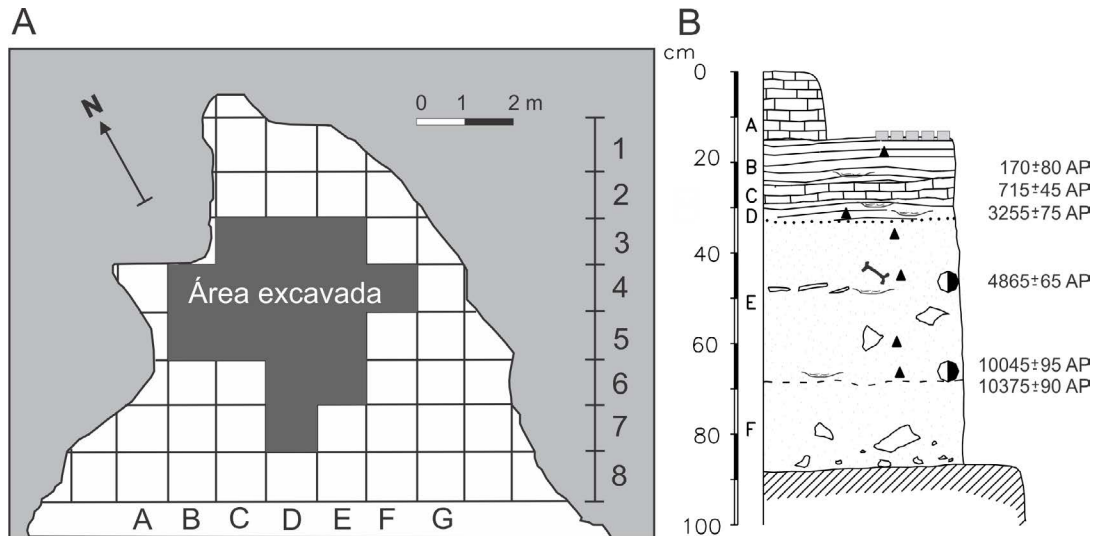 A
N
0 1 2 m
1
2
3
Área excavada
4
5
6
7
8
A B C D E F G
B
cm
0
20
40
60
80
100
A
B
C
D
E
F
170±80 AP
715±45 AP
3255±75 AP
4865±65 AP
10045±95 AP
10375±90 AP